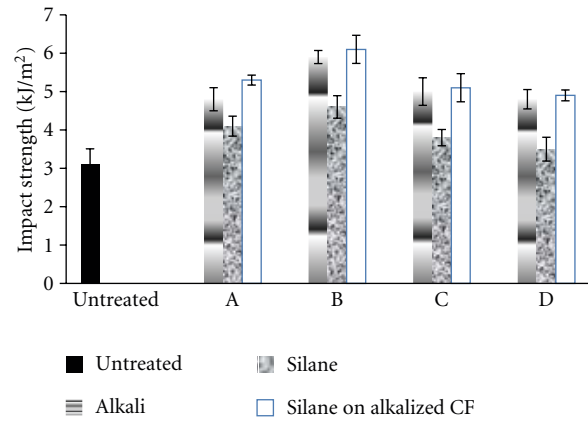 7
6
5
4
3
2
1
0
Impact strength (kJ/m²)
Untreated A B C D
Untreated Silane
Alkali Silane on alkalized CF